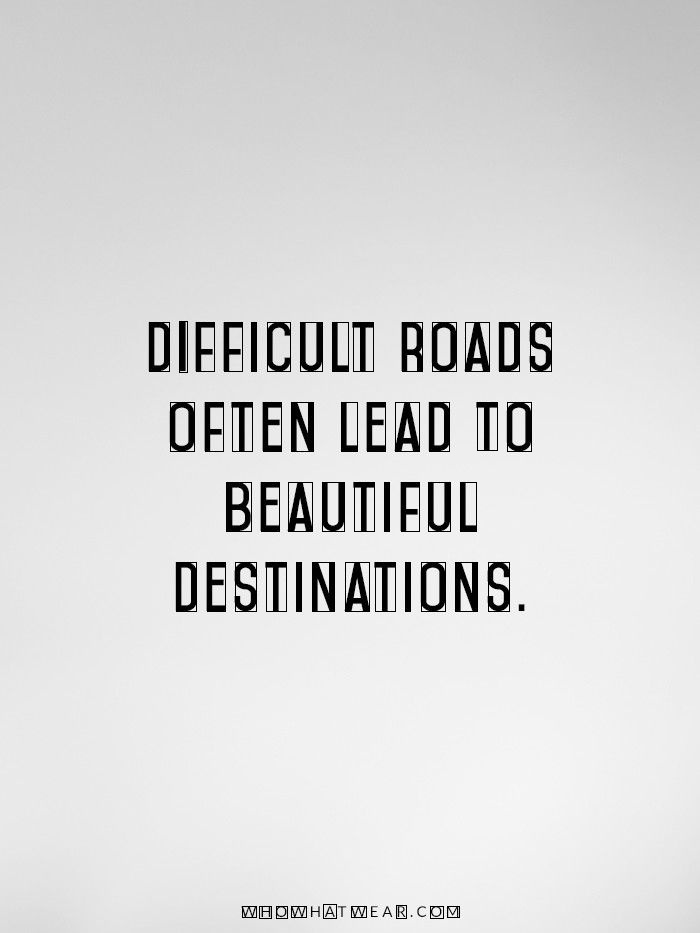 DIFFICULT ROADS
OFTEN LEAD TO
BEAUTIFUL
DESTINATIONS.
WHOWHATWEAR.COM